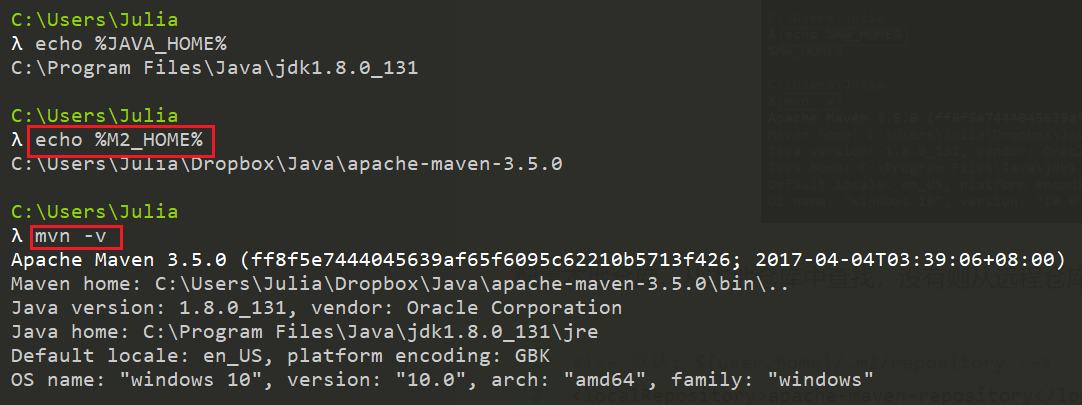 C:\Users\Julia
λ echo %JAVA_HOME%
C:\Program Files\Java\jdk1.8.0_131
C:\Users\Julia
λ echo %M2_HOME%
C:\Users\Julia\Dropbox\Java\apache-maven-3.5.0
C:\Users\Julia
λ mvn -v
Apache Maven 3.5.0 (ff8f5e7444045639af65f6095c62210b5713f426; 2017-04-04T03:39:06+08:00)
Maven home: C:\Users\Julia\Dropbox\Java\apache-maven-3.5.0\bin\..
Java version: 1.8.0_131, vendor: Oracle Corporation
Java home: C:\Program Files\Java\jdk1.8.0_131\jre
Default locale: en_US, platform encoding: GBK
OS name: "windows 10", version: "10.0", arch: "amd64", family: "windows"